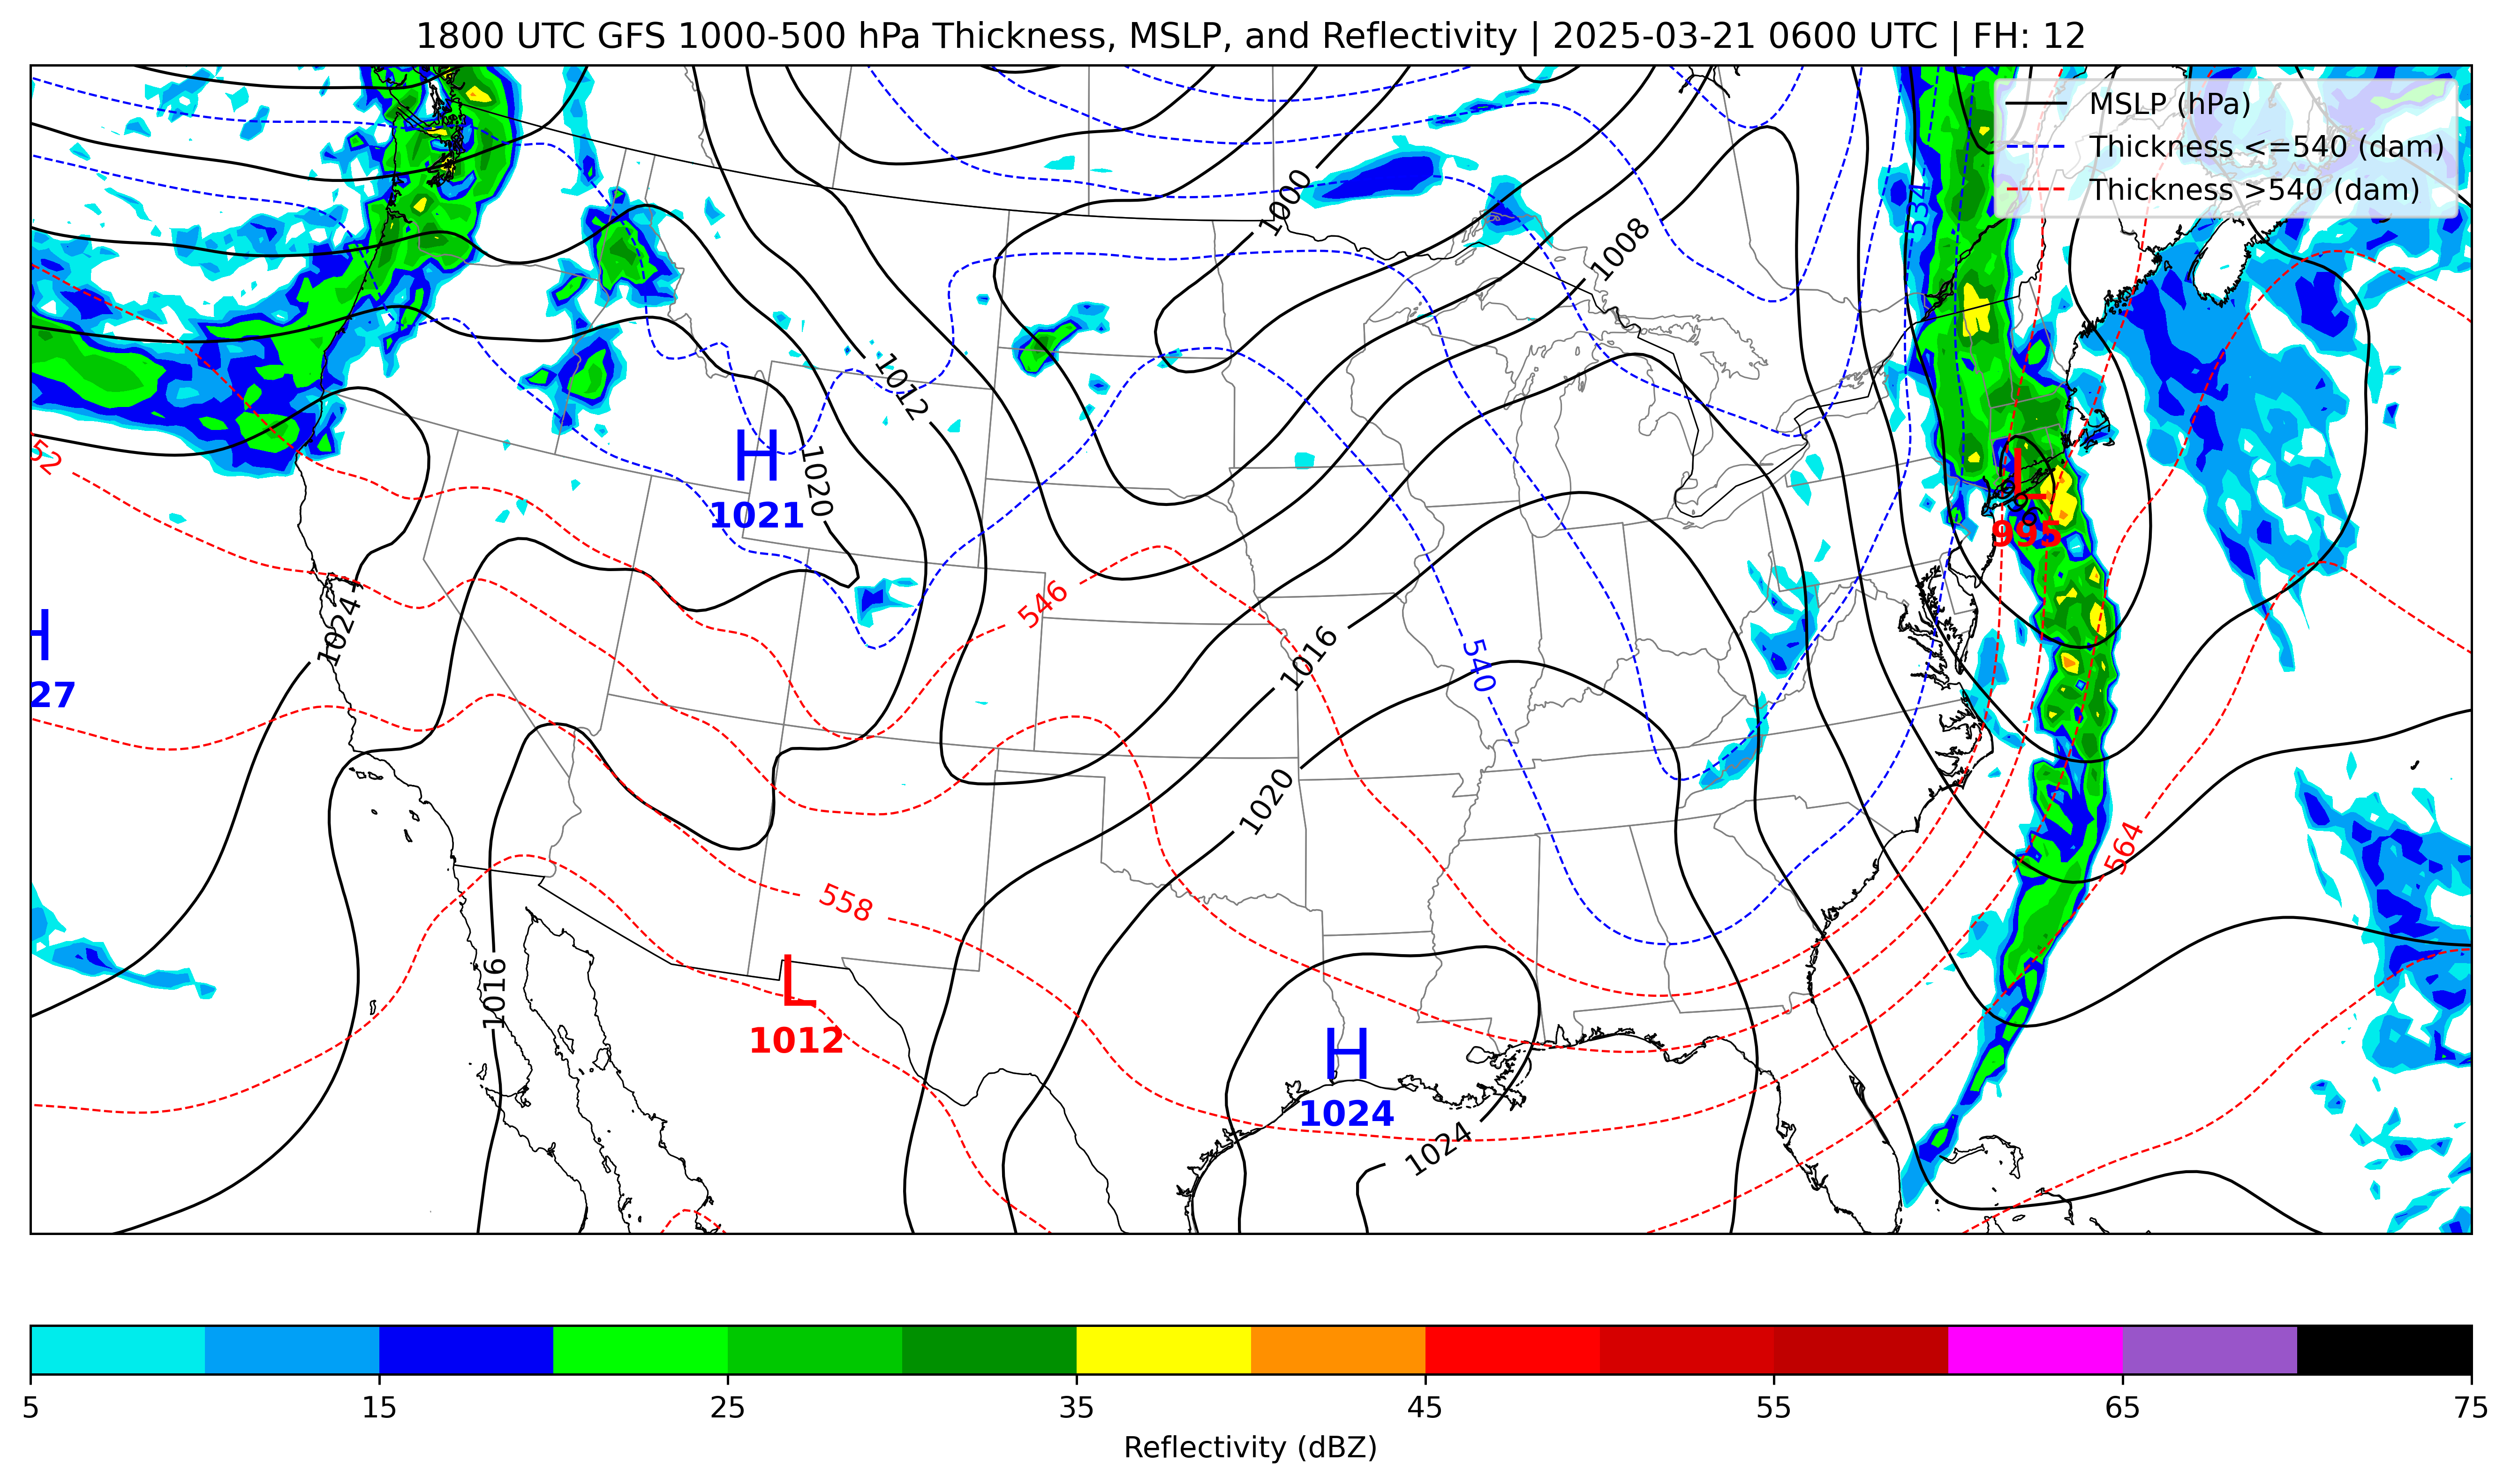 1800 UTC GFS 1000-500 hPa Thickness, MSLP, and Reflectivity | 2025-03-21 0600 UTC | FH: 12
MSLP (hPa)
Thickness <=540 (dam)
Thickness >540 (dam)
534
1000
1008
1012
H
1021
1020
52
L
996
995
546
1024
H
27
1016
540
1020
564
558
1016
L
1012
H
1024
1024
5
15
25
35
45
55
65
75
Reflectivity (dBZ)